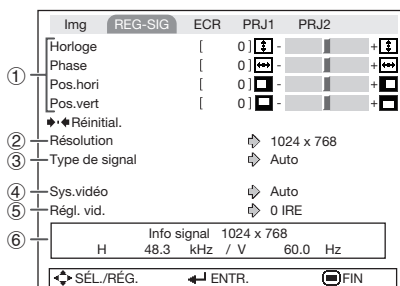 Img REG-SIG ECR PRJ1 PRJ2
① Horloge [ 0 ] - +
Phase [ 0 ] - +
Pos.hori [ 0 ] - +
Pos.vert [ 0 ] - +
Réinitial.
② Résolution 1024 x 768
③ Type de signal Auto
④ Sys.vidéo Auto
⑤ Régl. vid. 0 IRE
⑥ Info signal 1024 x 768
H 48.3 kHz / V 60.0 Hz
SÉL./RÉG. ENTR. FIN